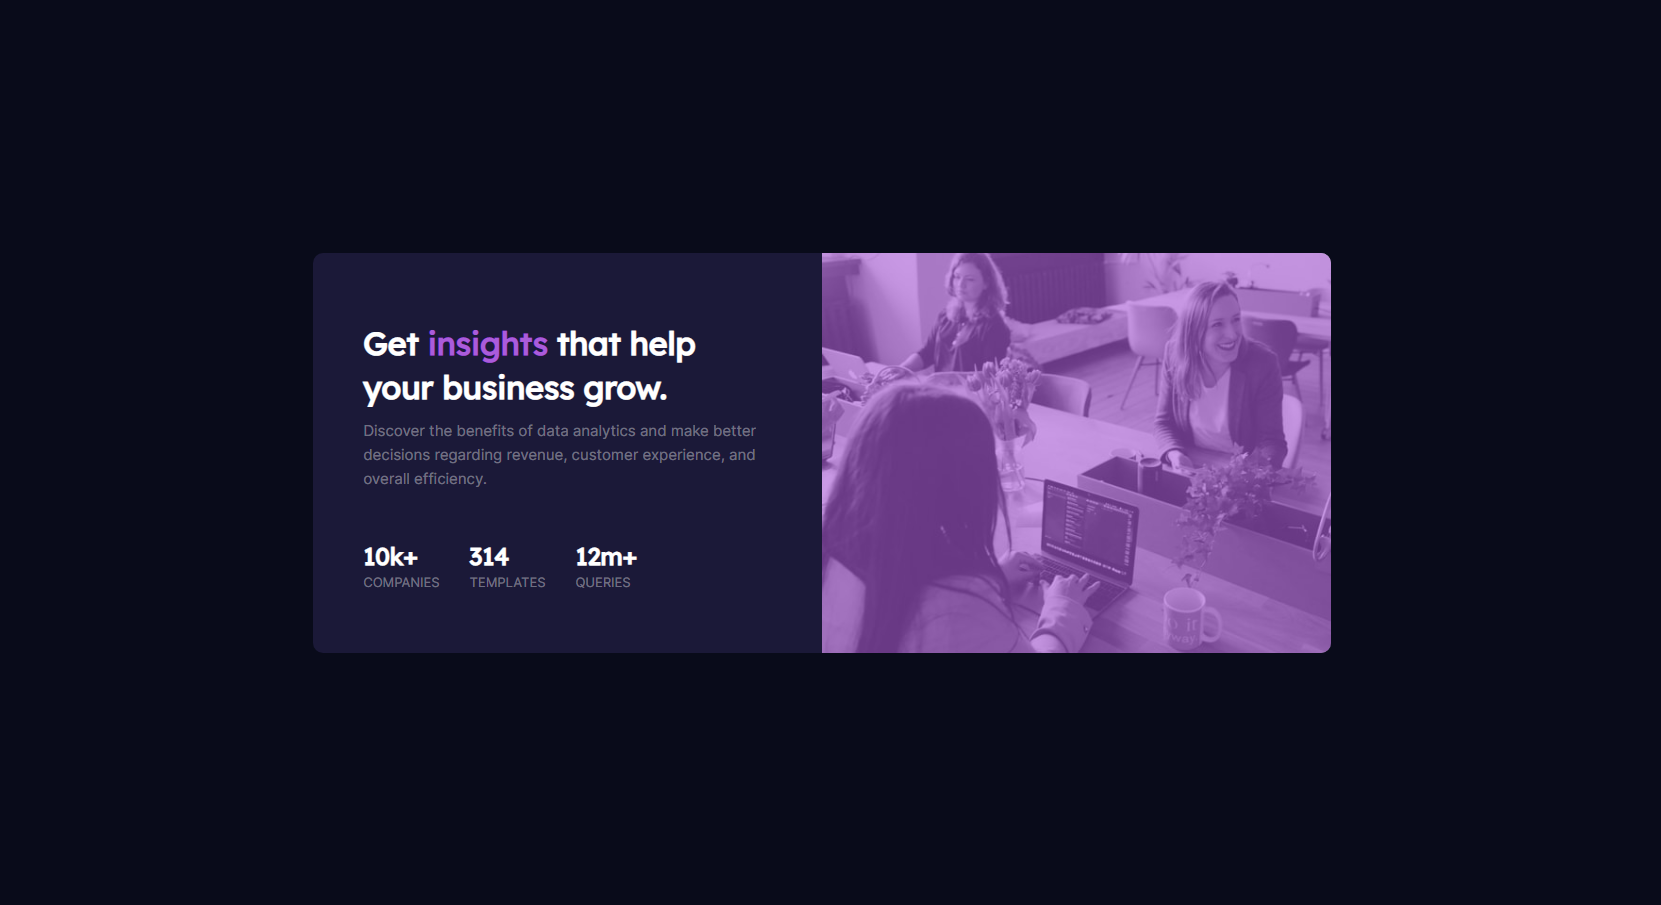 Get insights that help
your business grow.
Discover the benefits of data analytics and make better
decisions regarding revenue, customer experience, and
overall efficiency.
10k+ 314 12m+
COMPANIES TEMPLATES QUERIES